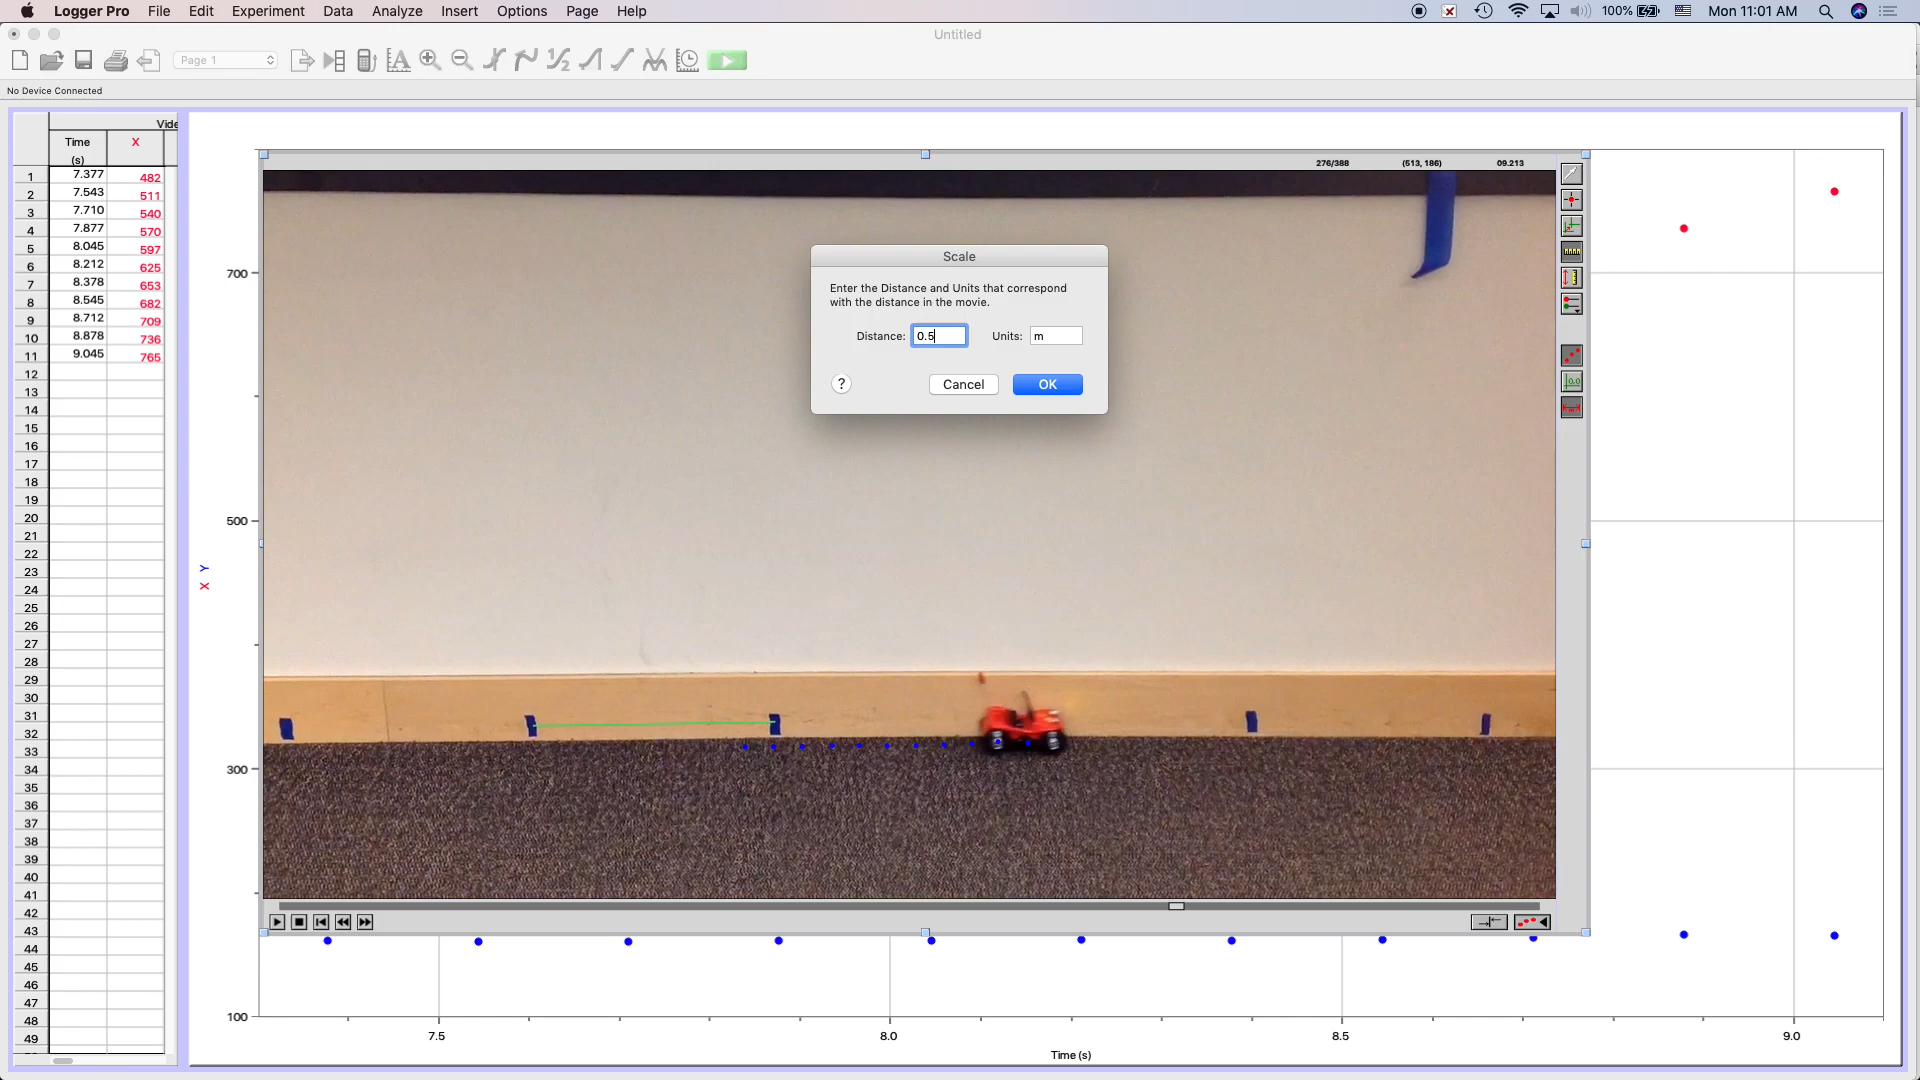 Logger Pro File Edit Experiment Data Analyze Insert Options Page Help 100% Mon 11:01 AM
Untitled
Page 1
No Device Connected
Vide
Time X
(s)
1 7.377 482
2 7.543 511
3 7.710 540
4 7.877 570
5 8.045 597
6 8.212 625
7 8.378 653
8 8.545 682
9 8.712 709
10 8.878 736
11 9.045 765
12
13
14
15
16
17
18
19
20
21
22
23
24
25
26
27
28
29
30
31
32
33
34
35
36
37
38
39
40
41
42
43
44
45
46
47
48
49
276/388 (513, 186) 09.213
Scale
Enter the Distance and Units that correspond
with the distance in the movie.
Distance: 0.5 Units: m
? Cancel OK
0.0
700
500
300
100
X Y
7.5 8.0 8.5 9.0
Time (s)